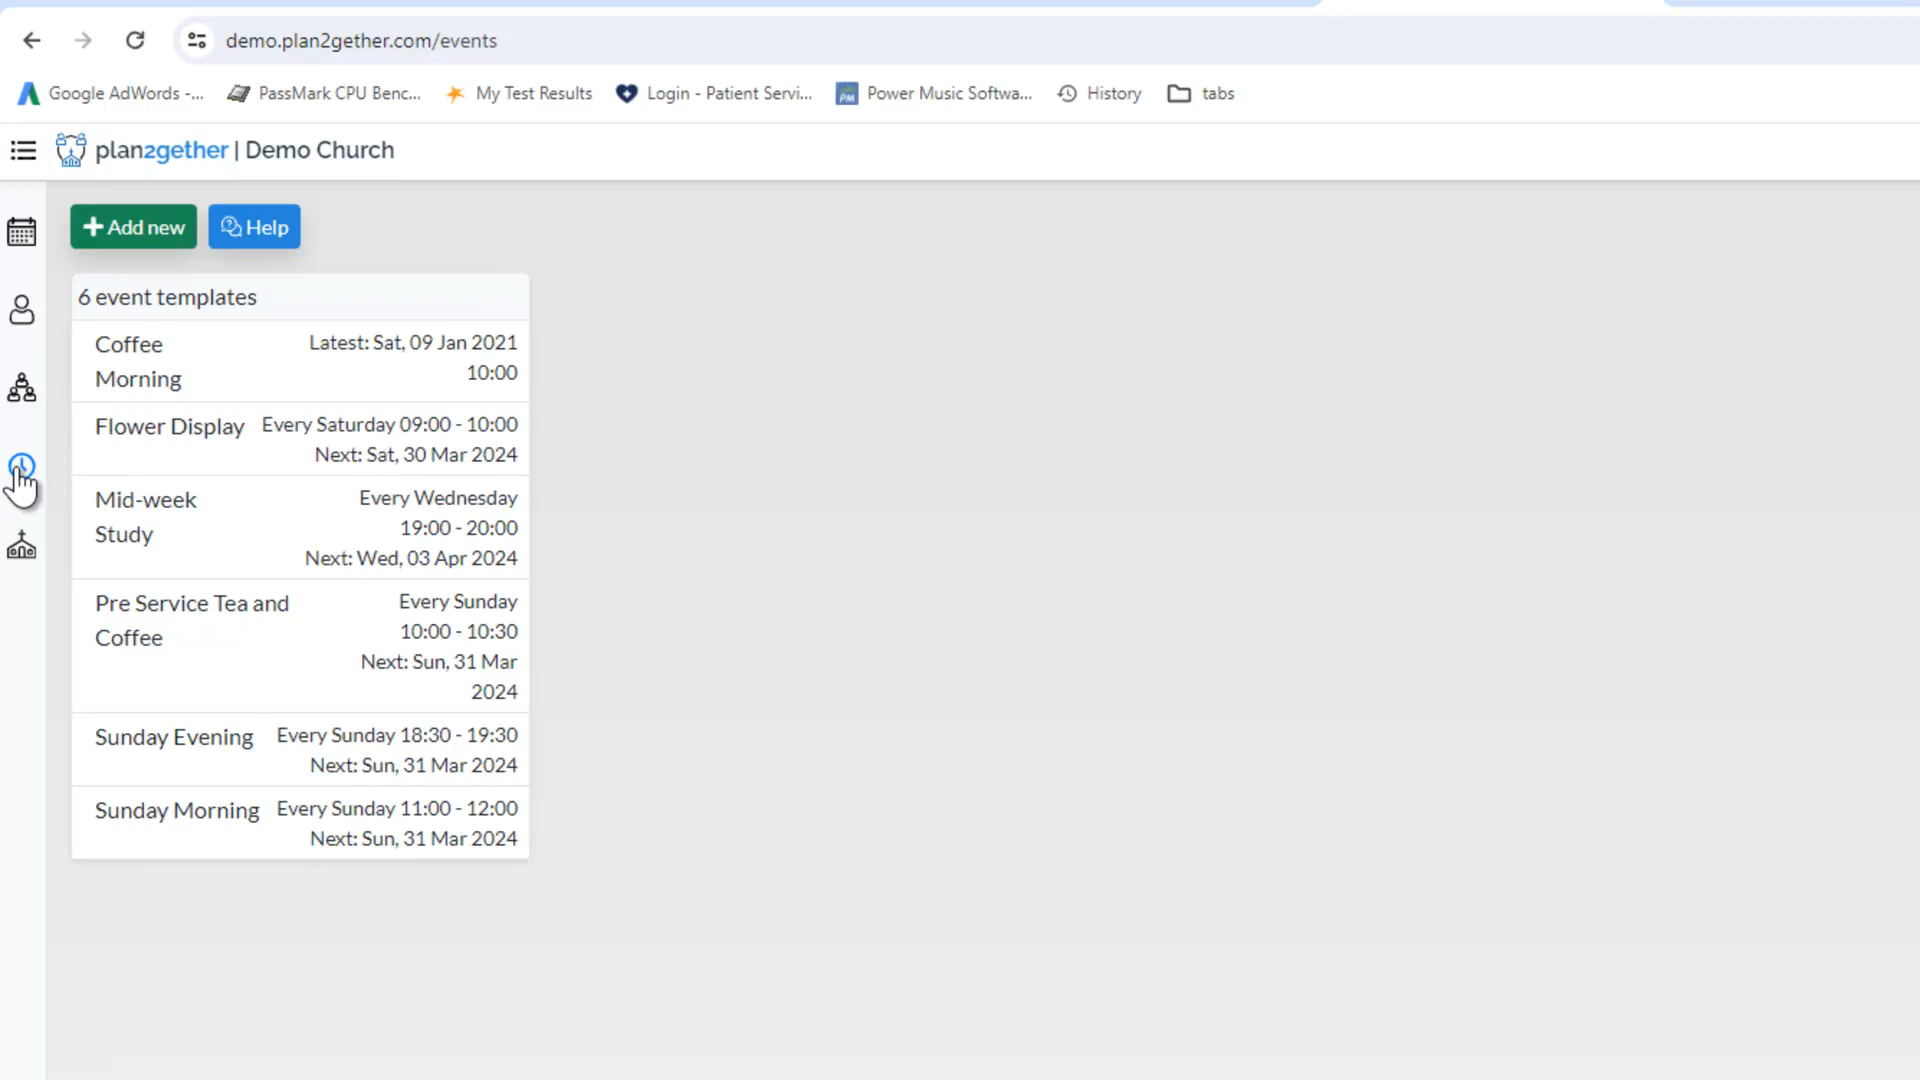 demo.plan2gether.com/events
Google AdWords -...
PassMark CPU Benc...
My Test Results
Login - Patient Servi...
PM
Power Music Softwa...
History
tabs
plan2gether | Demo Church
Add new
Help
6 event templates
Coffee
Morning
Latest: Sat, 09 Jan 2021
10:00
Flower Display
Every Saturday 09:00 - 10:00
Next: Sat, 30 Mar 2024
Mid-week
Study
Every Wednesday
19:00 - 20:00
Next: Wed, 03 Apr 2024
Pre Service Tea and
Coffee
Every Sunday
10:00 - 10:30
Next: Sun, 31 Mar
2024
Sunday Evening
Every Sunday 18:30 - 19:30
Next: Sun, 31 Mar 2024
Sunday Morning
Every Sunday 11:00 - 12:00
Next: Sun, 31 Mar 2024